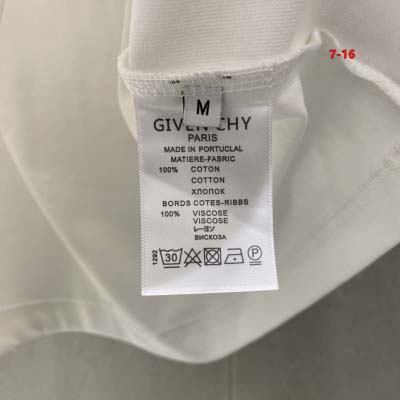 7-16
M
GIVENCHY
PARIS
MADE IN PORTUCLAL
MATIERE-FABRIC
100% COTON
COTTON
ХЛОПОК
BORDS COTES-RIBBS
100% VISCOSE
VISCOSE
レーヨン
ВИСКОЗА
1292
30
P